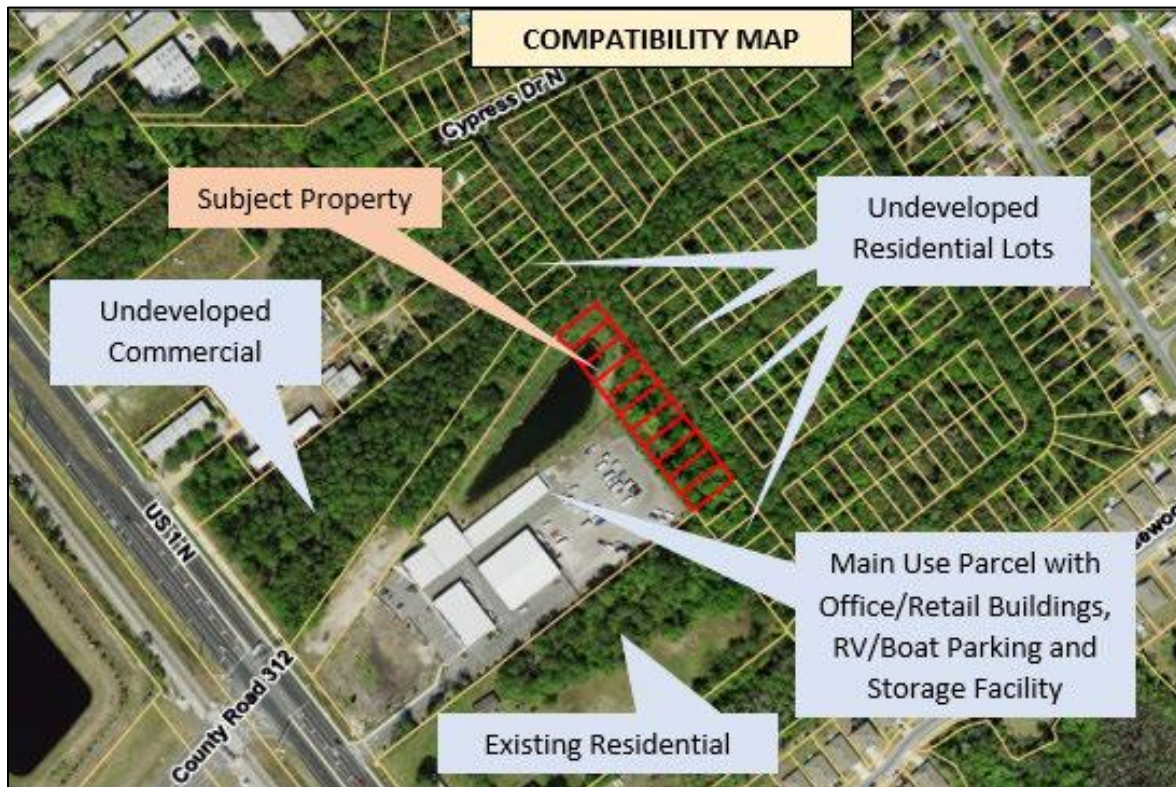 COMPATIBILITY MAP
Cypress Dr N
Subject Property
Undeveloped
Residential Lots
Undeveloped
Commercial
US 1 N
County Road 312
Main Use Parcel with
Office/Retail Buildings,
RV/Boat Parking and
Storage Facility
Existing Residential